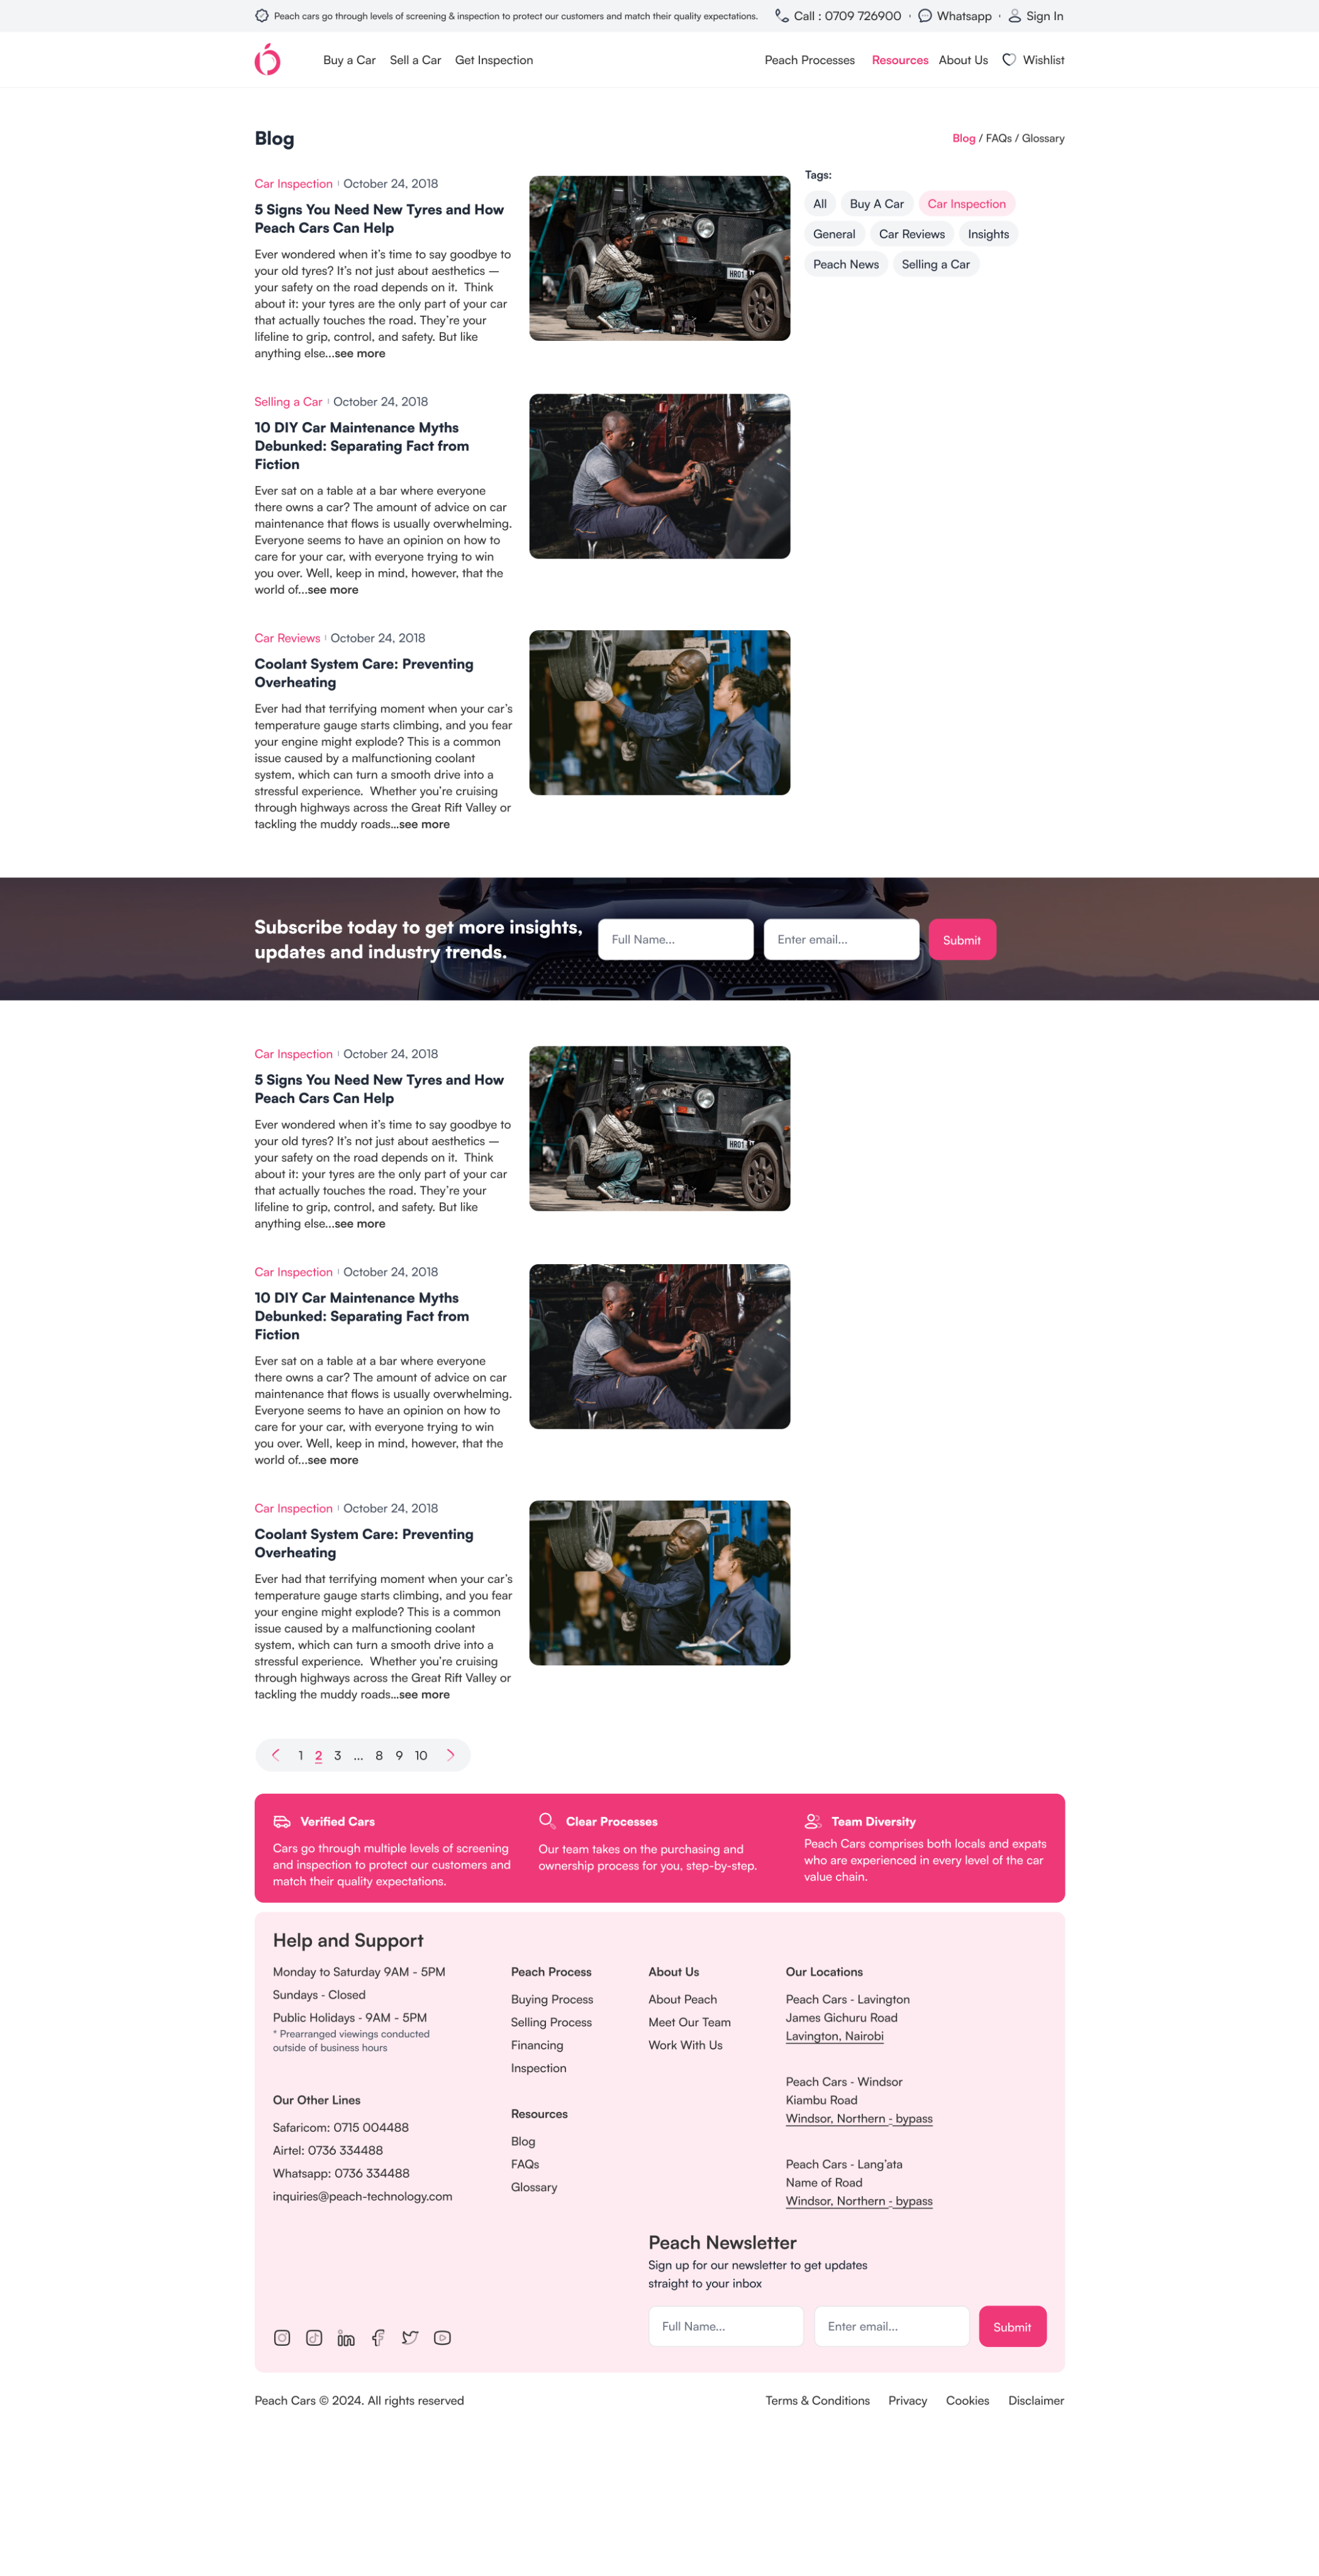 Peach cars go through levels of screening & inspection to protect our customers and match their quality expectations.
Call : 0709 726900
Whatsapp
Sign In
Buy a Car
Sell a Car
Get Inspection
Peach Processes
Resources
About Us
Wishlist
Blog
Blog / FAQs / Glossary
Car Inspection
October 24, 2018
5 Signs You Need New Tyres and How
Peach Cars Can Help
Ever wondered when it’s time to say goodbye to
your old tyres? It’s not just about aesthetics —
your safety on the road depends on it.  Think
about it: your tyres are the only part of your car
that actually touches the road. They’re your
lifeline to grip, control, and safety. But like
anything else...see more
HR01
Tags:
All
Buy A Car
Car Inspection
General
Car Reviews
Insights
Peach News
Selling a Car
Selling a Car
October 24, 2018
10 DIY Car Maintenance Myths
Debunked: Separating Fact from
Fiction
Ever sat on a table at a bar where everyone
there owns a car? The amount of advice on car
maintenance that flows is usually overwhelming.
Everyone seems to have an opinion on how to
care for your car, with everyone trying to win
you over. Well, keep in mind, however, that the
world of...see more
Car Reviews
October 24, 2018
Coolant System Care: Preventing
Overheating
Ever had that terrifying moment when your car’s
temperature gauge starts climbing, and you fear
your engine might explode? This is a common
issue caused by a malfunctioning coolant
system, which can turn a smooth drive into a
stressful experience.  Whether you’re cruising
through highways across the Great Rift Valley or
tackling the muddy roads...see more
Subscribe today to get more insights,
updates and industry trends.
Full Name...
Enter email...
Submit
Car Inspection
October 24, 2018
5 Signs You Need New Tyres and How
Peach Cars Can Help
Ever wondered when it’s time to say goodbye to
your old tyres? It’s not just about aesthetics —
your safety on the road depends on it.  Think
about it: your tyres are the only part of your car
that actually touches the road. They’re your
lifeline to grip, control, and safety. But like
anything else...see more
HR01
Car Inspection
October 24, 2018
10 DIY Car Maintenance Myths
Debunked: Separating Fact from
Fiction
Ever sat on a table at a bar where everyone
there owns a car? The amount of advice on car
maintenance that flows is usually overwhelming.
Everyone seems to have an opinion on how to
care for your car, with everyone trying to win
you over. Well, keep in mind, however, that the
world of...see more
Car Inspection
October 24, 2018
Coolant System Care: Preventing
Overheating
Ever had that terrifying moment when your car’s
temperature gauge starts climbing, and you fear
your engine might explode? This is a common
issue caused by a malfunctioning coolant
system, which can turn a smooth drive into a
stressful experience.  Whether you’re cruising
through highways across the Great Rift Valley or
tackling the muddy roads...see more
1 2 3 ... 8 9 10
Verified Cars
Cars go through multiple levels of screening
and inspection to protect our customers and
match their quality expectations.
Clear Processes
Our team takes on the purchasing and
ownership process for you, step-by-step.
Team Diversity
Peach Cars comprises both locals and expats
who are experienced in every level of the car
value chain.
Help and Support
Monday to Saturday 9AM - 5PM
Sundays - Closed
Public Holidays - 9AM - 5PM
* Prearranged viewings conducted
outside of business hours
Our Other Lines
Safaricom: 0715 004488
Airtel: 0736 334488
Whatsapp: 0736 334488
inquiries@peach-technology.com
Peach Process
Buying Process
Selling Process
Financing
Inspection
Resources
Blog
FAQs
Glossary
About Us
About Peach
Meet Our Team
Work With Us
Our Locations
Peach Cars - Lavington
James Gichuru Road
Lavington, Nairobi
Peach Cars - Windsor
Kiambu Road
Windsor, Northern - bypass
Peach Cars - Lang’ata
Name of Road
Windsor, Northern - bypass
Peach Newsletter
Sign up for our newsletter to get updates
straight to your inbox
Full Name...
Enter email...
Submit
Peach Cars © 2024. All rights reserved
Terms & Conditions
Privacy
Cookies
Disclaimer